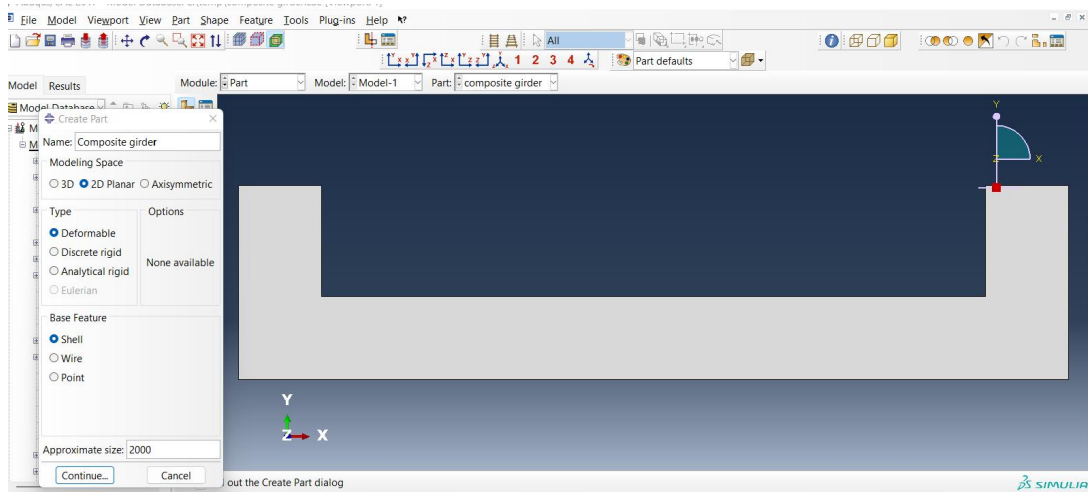 File Model Viewport View Part Shape Feature Tools Plug-ins Help
All
1 2 3 4 Part defaults
Model Results Module: Part Model: Model-1 Part: composite girder
Model Database
Create Part
Name: Composite girder
Modeling Space
3D 2D Planar Axisymmetric
Type Options
Deformable
Discrete rigid
Analytical rigid
Eulerian
None available
Base Feature
Shell
Wire
Point
Approximate size: 2000
Continue... Cancel
out the Create Part dialog
Y
Z X
Y
Z X
SIMULIA